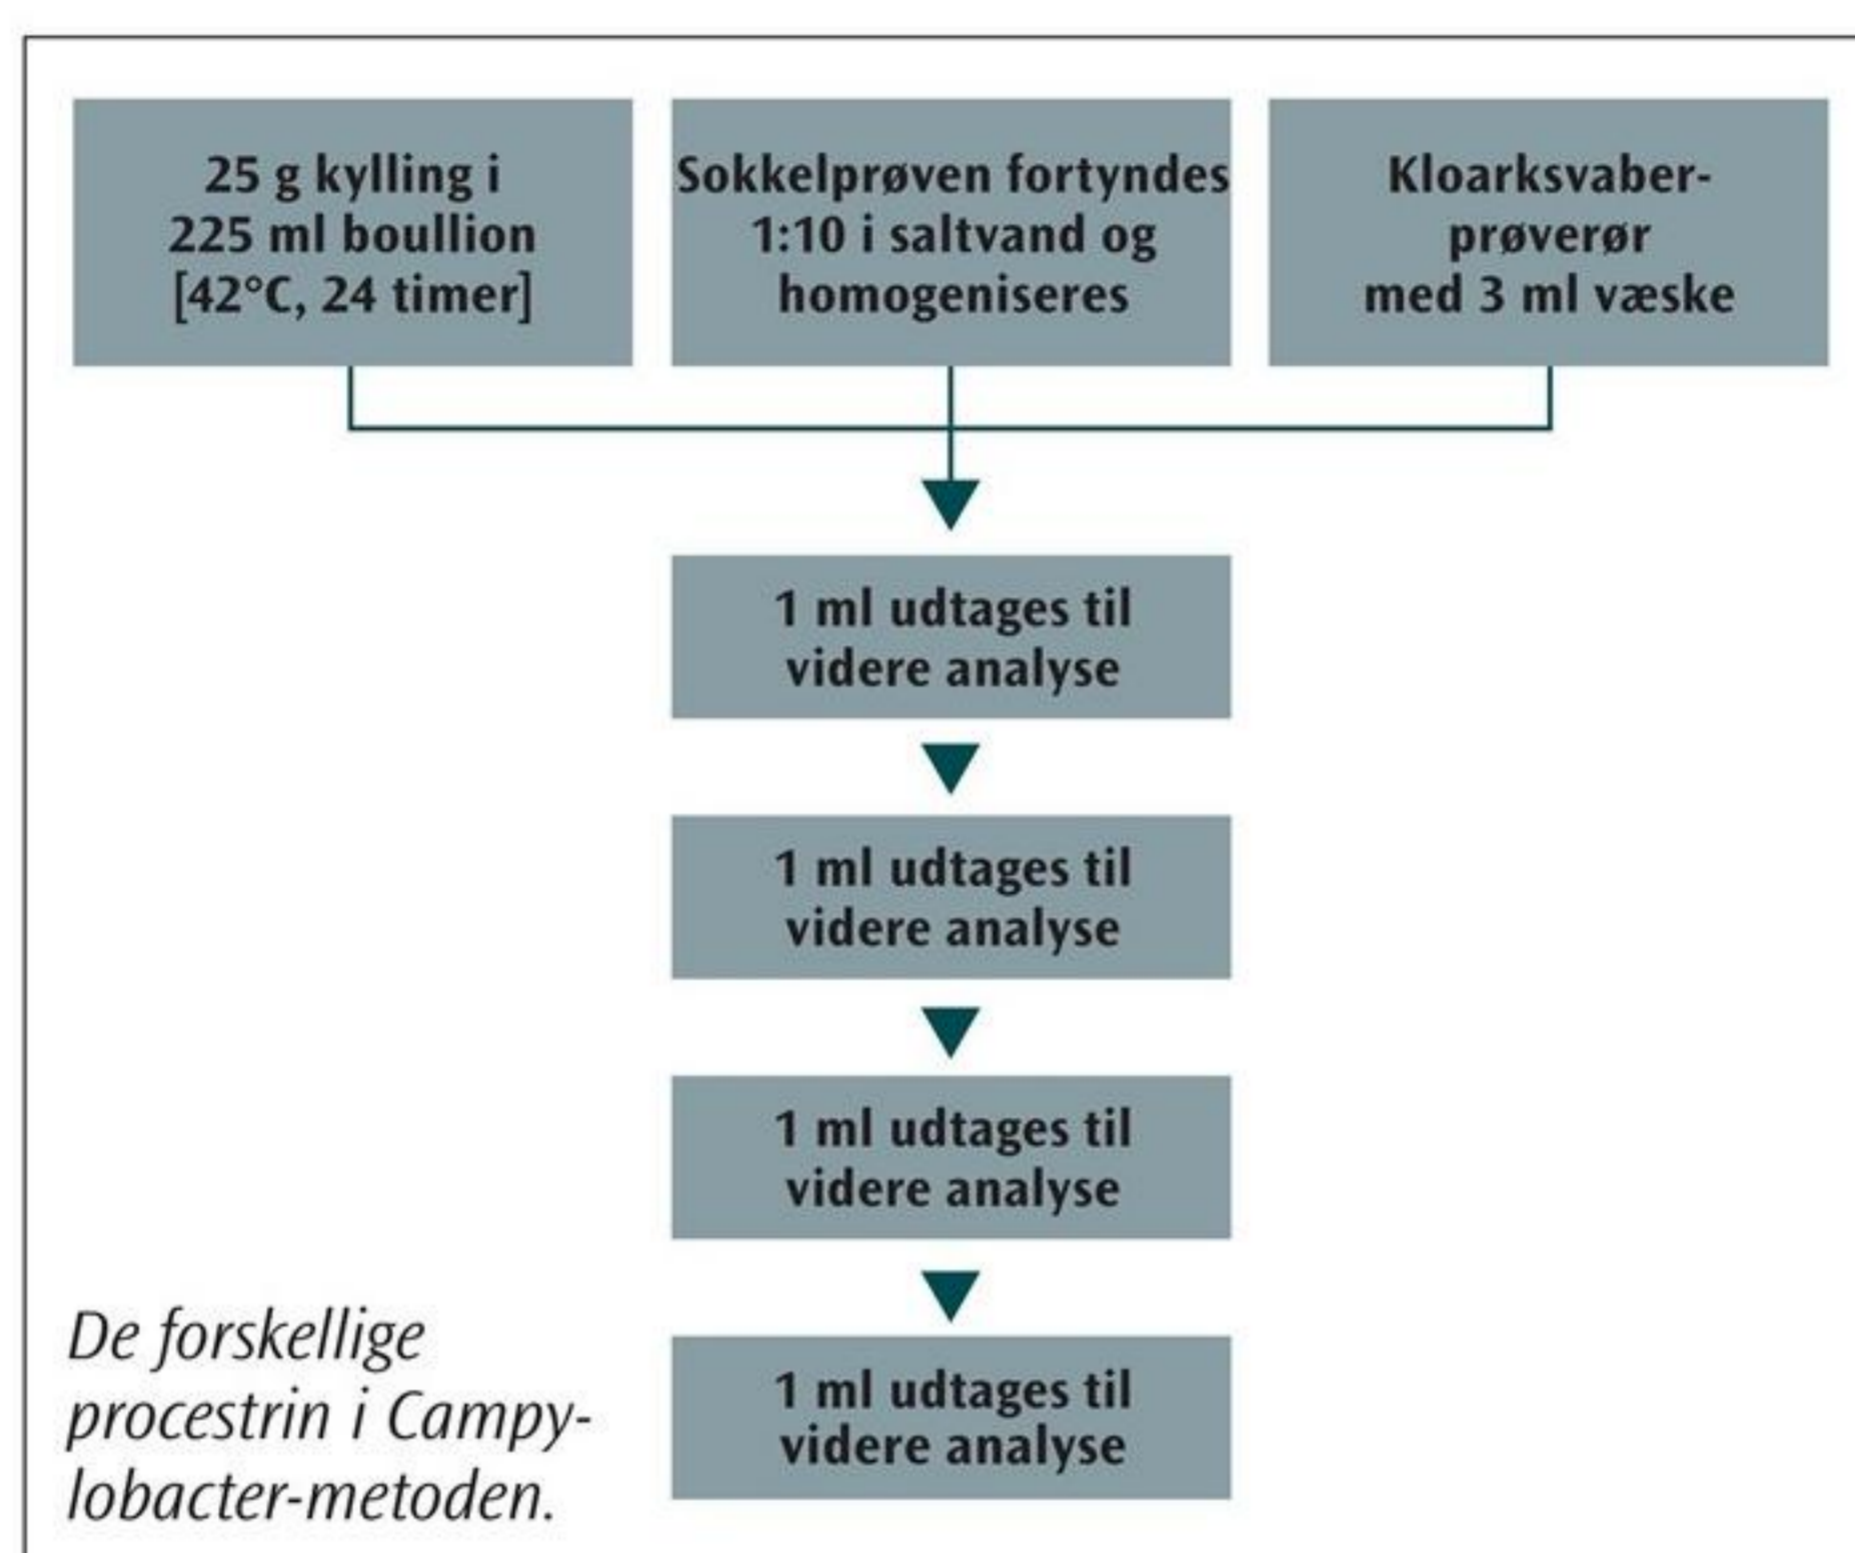 25 g kylling i
225 ml boullion
[42°C, 24 timer]
Sokkelprøven fortyndes
1:10 i saltvand og
homogeniseres
Kloarksvaber-
prøverør
med 3 ml væske
1 ml udtages til
videre analyse
1 ml udtages til
videre analyse
1 ml udtages til
videre analyse
1 ml udtages til
videre analyse
De forskellige
procestrin i Campy-
lobacter-metoden.